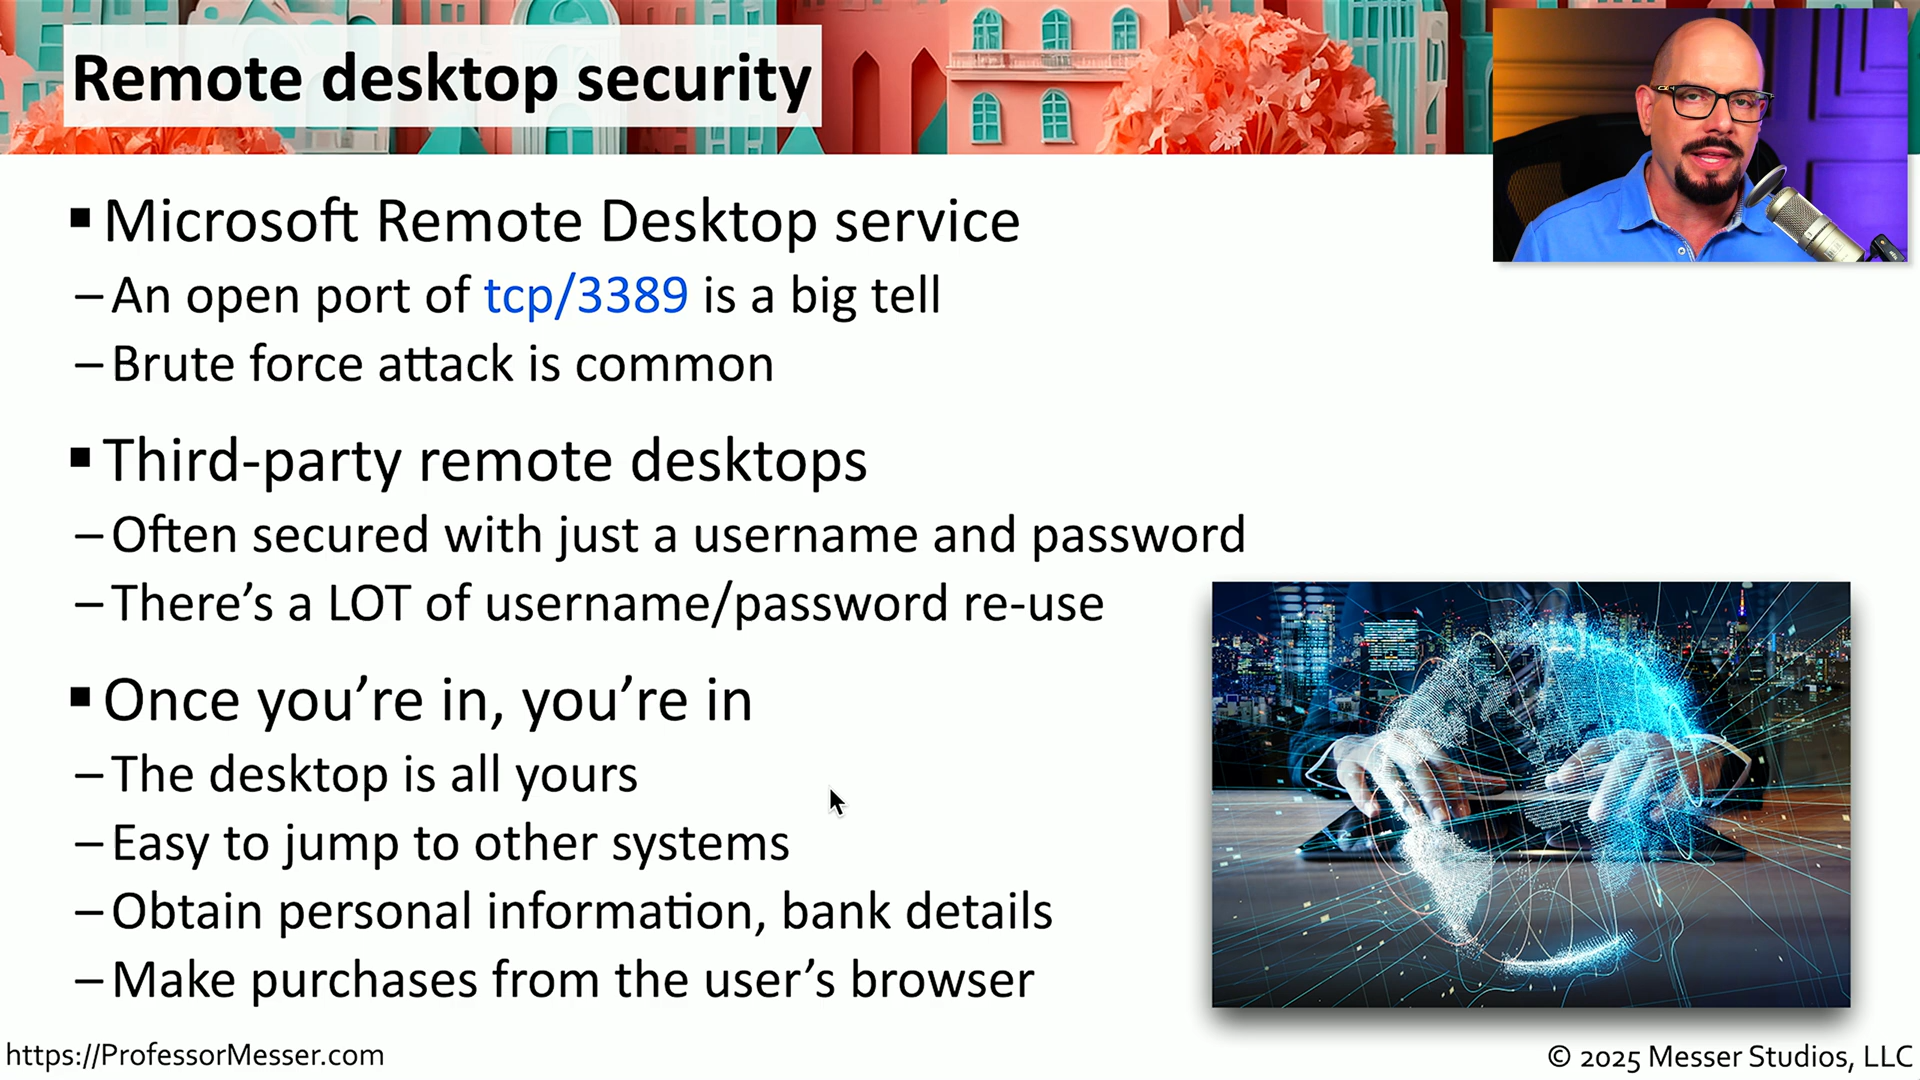 Remote desktop security
▪ Microsoft Remote Desktop service
– An open port of tcp/3389 is a big tell
– Brute force attack is common
▪ Third-party remote desktops
– Often secured with just a username and password
– There’s a LOT of username/password re-use
▪ Once you’re in, you’re in
– The desktop is all yours
– Easy to jump to other systems
– Obtain personal information, bank details
– Make purchases from the user’s browser
https://ProfessorMesser.com
© 2025 Messer Studios, LLC